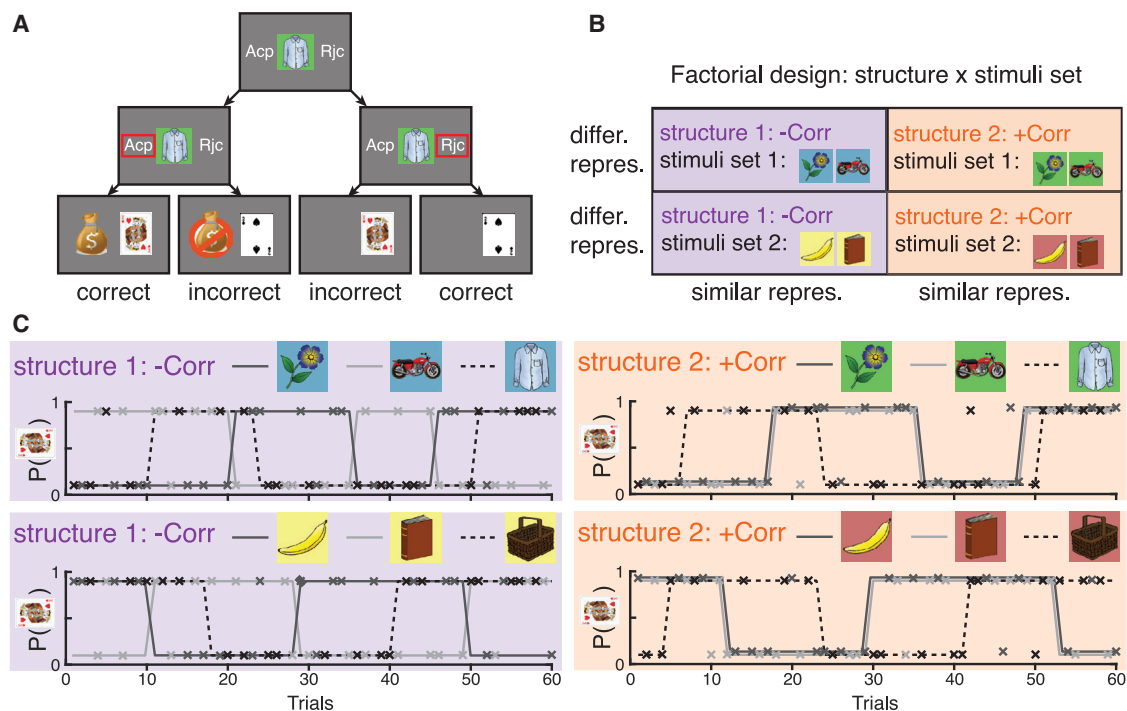 A
Acp Rjc
Acp Rjc
Acp Rjc
$
$
correct incorrect incorrect correct
B
Factorial design: structure x stimuli set
differ.
repres.
structure 1: -Corr
stimuli set 1:
structure 2: +Corr
stimuli set 1:
differ.
repres.
structure 1: -Corr
stimuli set 2:
structure 2: +Corr
stimuli set 2:
similar repres. similar repres.
C
structure 1: -Corr
1
P( )
0
structure 2: +Corr
1
P( )
0
structure 1: -Corr
1
P( )
0
0 10 20 30 40 50 60
Trials
structure 2: +Corr
1
P( )
0
0 10 20 30 40 50 60
Trials